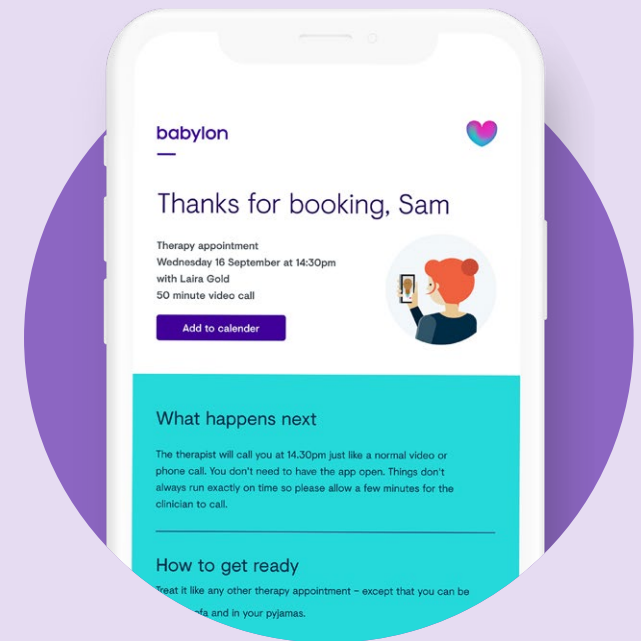 babylon
Thanks for booking, Sam
Therapy appointment
Wednesday 16 September at 14:30pm
with Laira Gold
50 minute video call
Add to calender
What happens next
The therapist will call you at 14.30pm just like a normal video or
phone call. You don't need to have the app open. Things don't
always run exactly on time so please allow a few minutes for the
clinician to call.
How to get ready
Treat it like any other therapy appointment – except that you can be
and in your pyjamas.